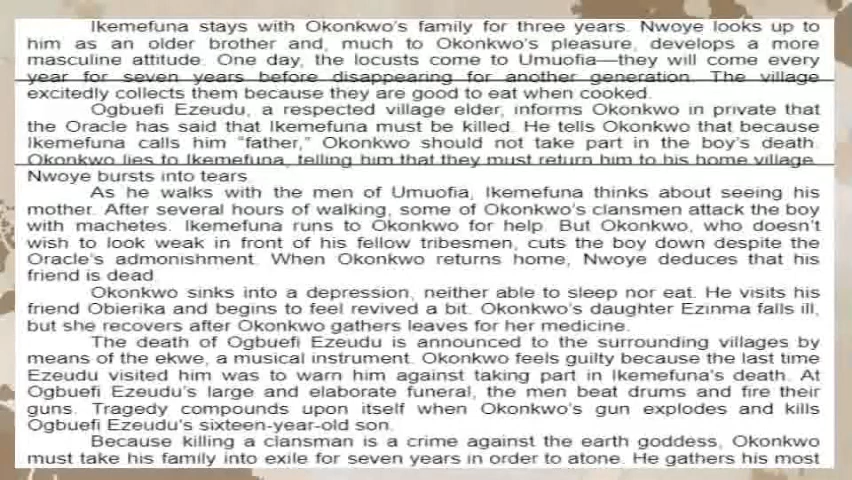 Ikemefuna stays with Okonkwo's family for three years. Nwoye looks up to
him as an older brother and, much to Okonkwo's pleasure, develops a more
masculine attitude. One day, the locusts come to Umuofia—they will come every
year for seven years before disappearing for another generation. The village
excitedly collects them because they are good to eat when cooked.
Ogbuefi Ezeudu, a respected village elder, informs Okonkwo in private that
the Oracle has said that Ikemefuna must be killed. He tells Okonkwo that because
Ikemefuna calls him "father," Okonkwo should not take part in the boy's death.
Okonkwo lies to Ikemefuna, telling him that they must return him to his home village.
Nwoye bursts into tears.
As he walks with the men of Umuofia, Ikemefuna thinks about seeing his
mother. After several hours of walking, some of Okonkwo's clansmen attack the boy
with machetes. Ikemefuna runs to Okonkwo for help. But Okonkwo, who doesn't
wish to look weak in front of his fellow tribesmen, cuts the boy down despite the
Oracle's admonishment. When Okonkwo returns home, Nwoye deduces that his
friend is dead.
Okonkwo sinks into a depression, neither able to sleep nor eat. He visits his
friend Obierika and begins to feel revived a bit. Okonkwo's daughter Ezinma falls ill,
but she recovers after Okonkwo gathers leaves for her medicine.
The death of Ogbuefi Ezeudu is announced to the surrounding villages by
means of the ekwe, a musical instrument. Okonkwo feels guilty because the last time
Ezeudu visited him was to warn him against taking part in Ikemefuna's death. At
Ogbuefi Ezeudu's large and elaborate funeral, the men beat drums and fire their
guns. Tragedy compounds upon itself when Okonkwo's gun explodes and kills
Ogbuefi Ezeudu's sixteen-year-old son.
Because killing a clansman is a crime against the earth goddess, Okonkwo
must take his family into exile for seven years in order to atone. He gathers his most